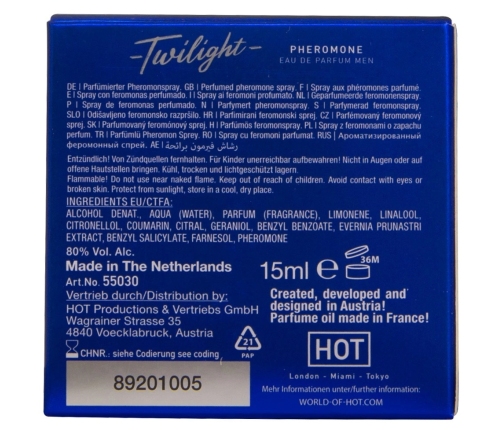 -Twilight-
PHEROMONE
EAU DE PARFUM MEN
DE | Parfümierter Pheromonspray. GB | Perfumed pheromone spray. F | Spray aux phéromones parfumé.
E | Spray con feromonas perfumado. I | Spray ai feromoni profumato. NL | Geparfumeerde feromonenspray.
P | Spray de feromonas perfumado. N | Parfymert pheromonspray. S | Parfymerad feromonspray.
SLO | Odišavljeno feromonsko razpršilo. HR | Parfimirani feromonski sprej. CZ | Parfémovaný feromonový
sprej. SK | Parfumovaný feromónový sprej. H | Parfümös feromonspray. PL | Spray z feromonami o zapachu
perfum. TR | Parfümlü Pheromon Sprey. RO | Spray cu feromoni parfumat. RUS | Ароматизированный
феромонный спрей. AE | رشاش فيرمون برائحة
Entzündlich! Von Zündquellen fernhalten. Für Kinder unerreichbar aufbewahren! Nicht in Augen oder auf
offene Hautstellen bringen. Kühl, trocken und lichtgeschützt lagern.
Flammable! Do not use near naked flame. Keep out of reach of children. Avoid contact with eyes or
broken skin. Protect from sunlight, store in a cool, dry place.
INGREDIENTS EU/CTFA:
ALCOHOL DENAT., AQUA (WATER), PARFUM (FRAGRANCE), LIMONENE, LINALOOL,
CITRONELLOL, COUMARIN, CITRAL, GERANIOL, BENZYL BENZOATE, EVERNIA PRUNASTRI
EXTRACT, BENZYL SALICYLATE, FARNESOL, PHEROMONE
80% Vol. Alc.
Made in The Netherlands
Art.No. 55030
Vertrieb durch/Distribution by:
HOT Productions & Vertriebs GmbH
Wagrainer Strasse 35
4840 Voecklabruck, Austria
CHNR.: siehe Codierung see coding
89201005
15ml e
36M
Created, developed and
designed in Austria!
Parfume oil made in France!
21
PAP
HOT
London - Miami - Tokyo
Mehr Informationen unter/further information:
WORLD-OF-HOT.COM